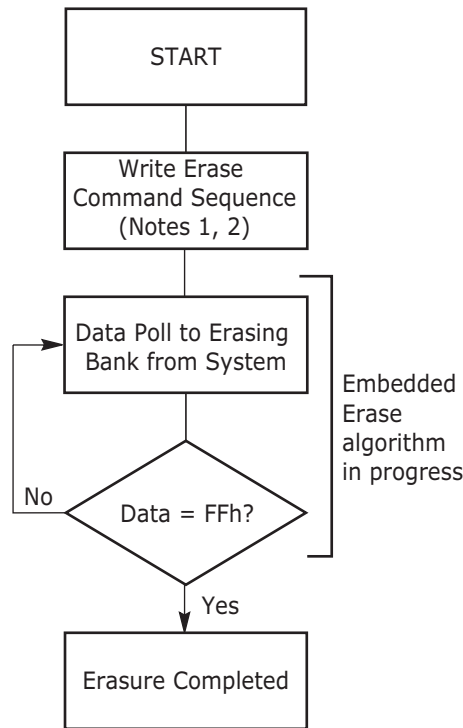 START
Write Erase
Command Sequence
(Notes 1, 2)
Data Poll to Erasing
Bank from System
Embedded
Erase
algorithm
in progress
No
Data = FFh?
Yes
Erasure Completed